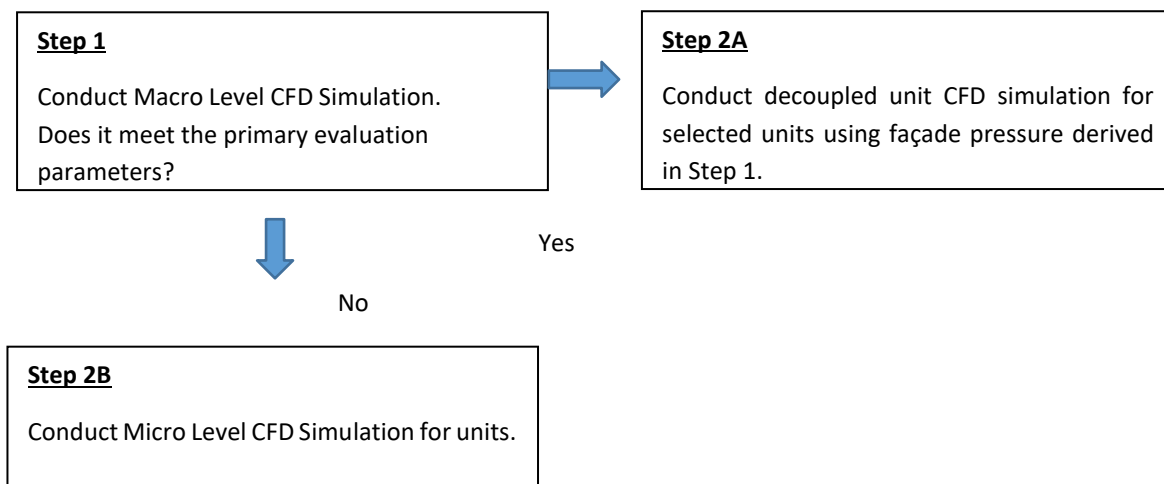 Step 1
Conduct Macro Level CFD Simulation.
Does it meet the primary evaluation
parameters?
Step 2A
Conduct decoupled unit CFD simulation for
selected units using façade pressure derived
in Step 1.
Yes
No
Step 2B
Conduct Micro Level CFD Simulation for units.